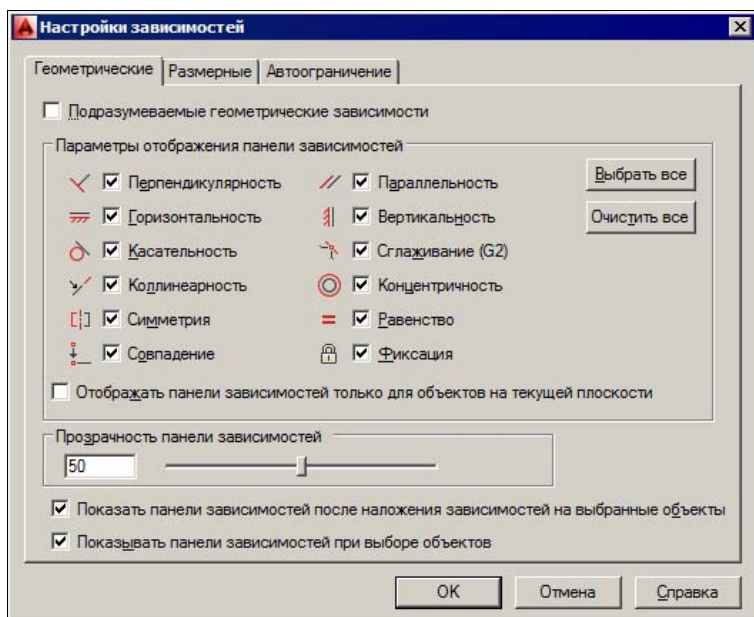 Настройки зависимостей
Геометрические Размерные Автоограничение
Подразумеваемые геометрические зависимости
Параметры отображения панели зависимостей
Перпендикулярность Параллельность Выбрать все
Горизонтальность Вертикальность Очистить все
Касательность Сглаживание (G2)
Коллинеарность Концентричность
Симметрия Равенство
Совпадение Фиксация
Отображать панели зависимостей только для объектов на текущей плоскости
Прозрачность панели зависимостей
50
Показать панели зависимостей после наложения зависимостей на выбранные объекты
Показывать панели зависимостей при выборе объектов
OK Отмена Справка